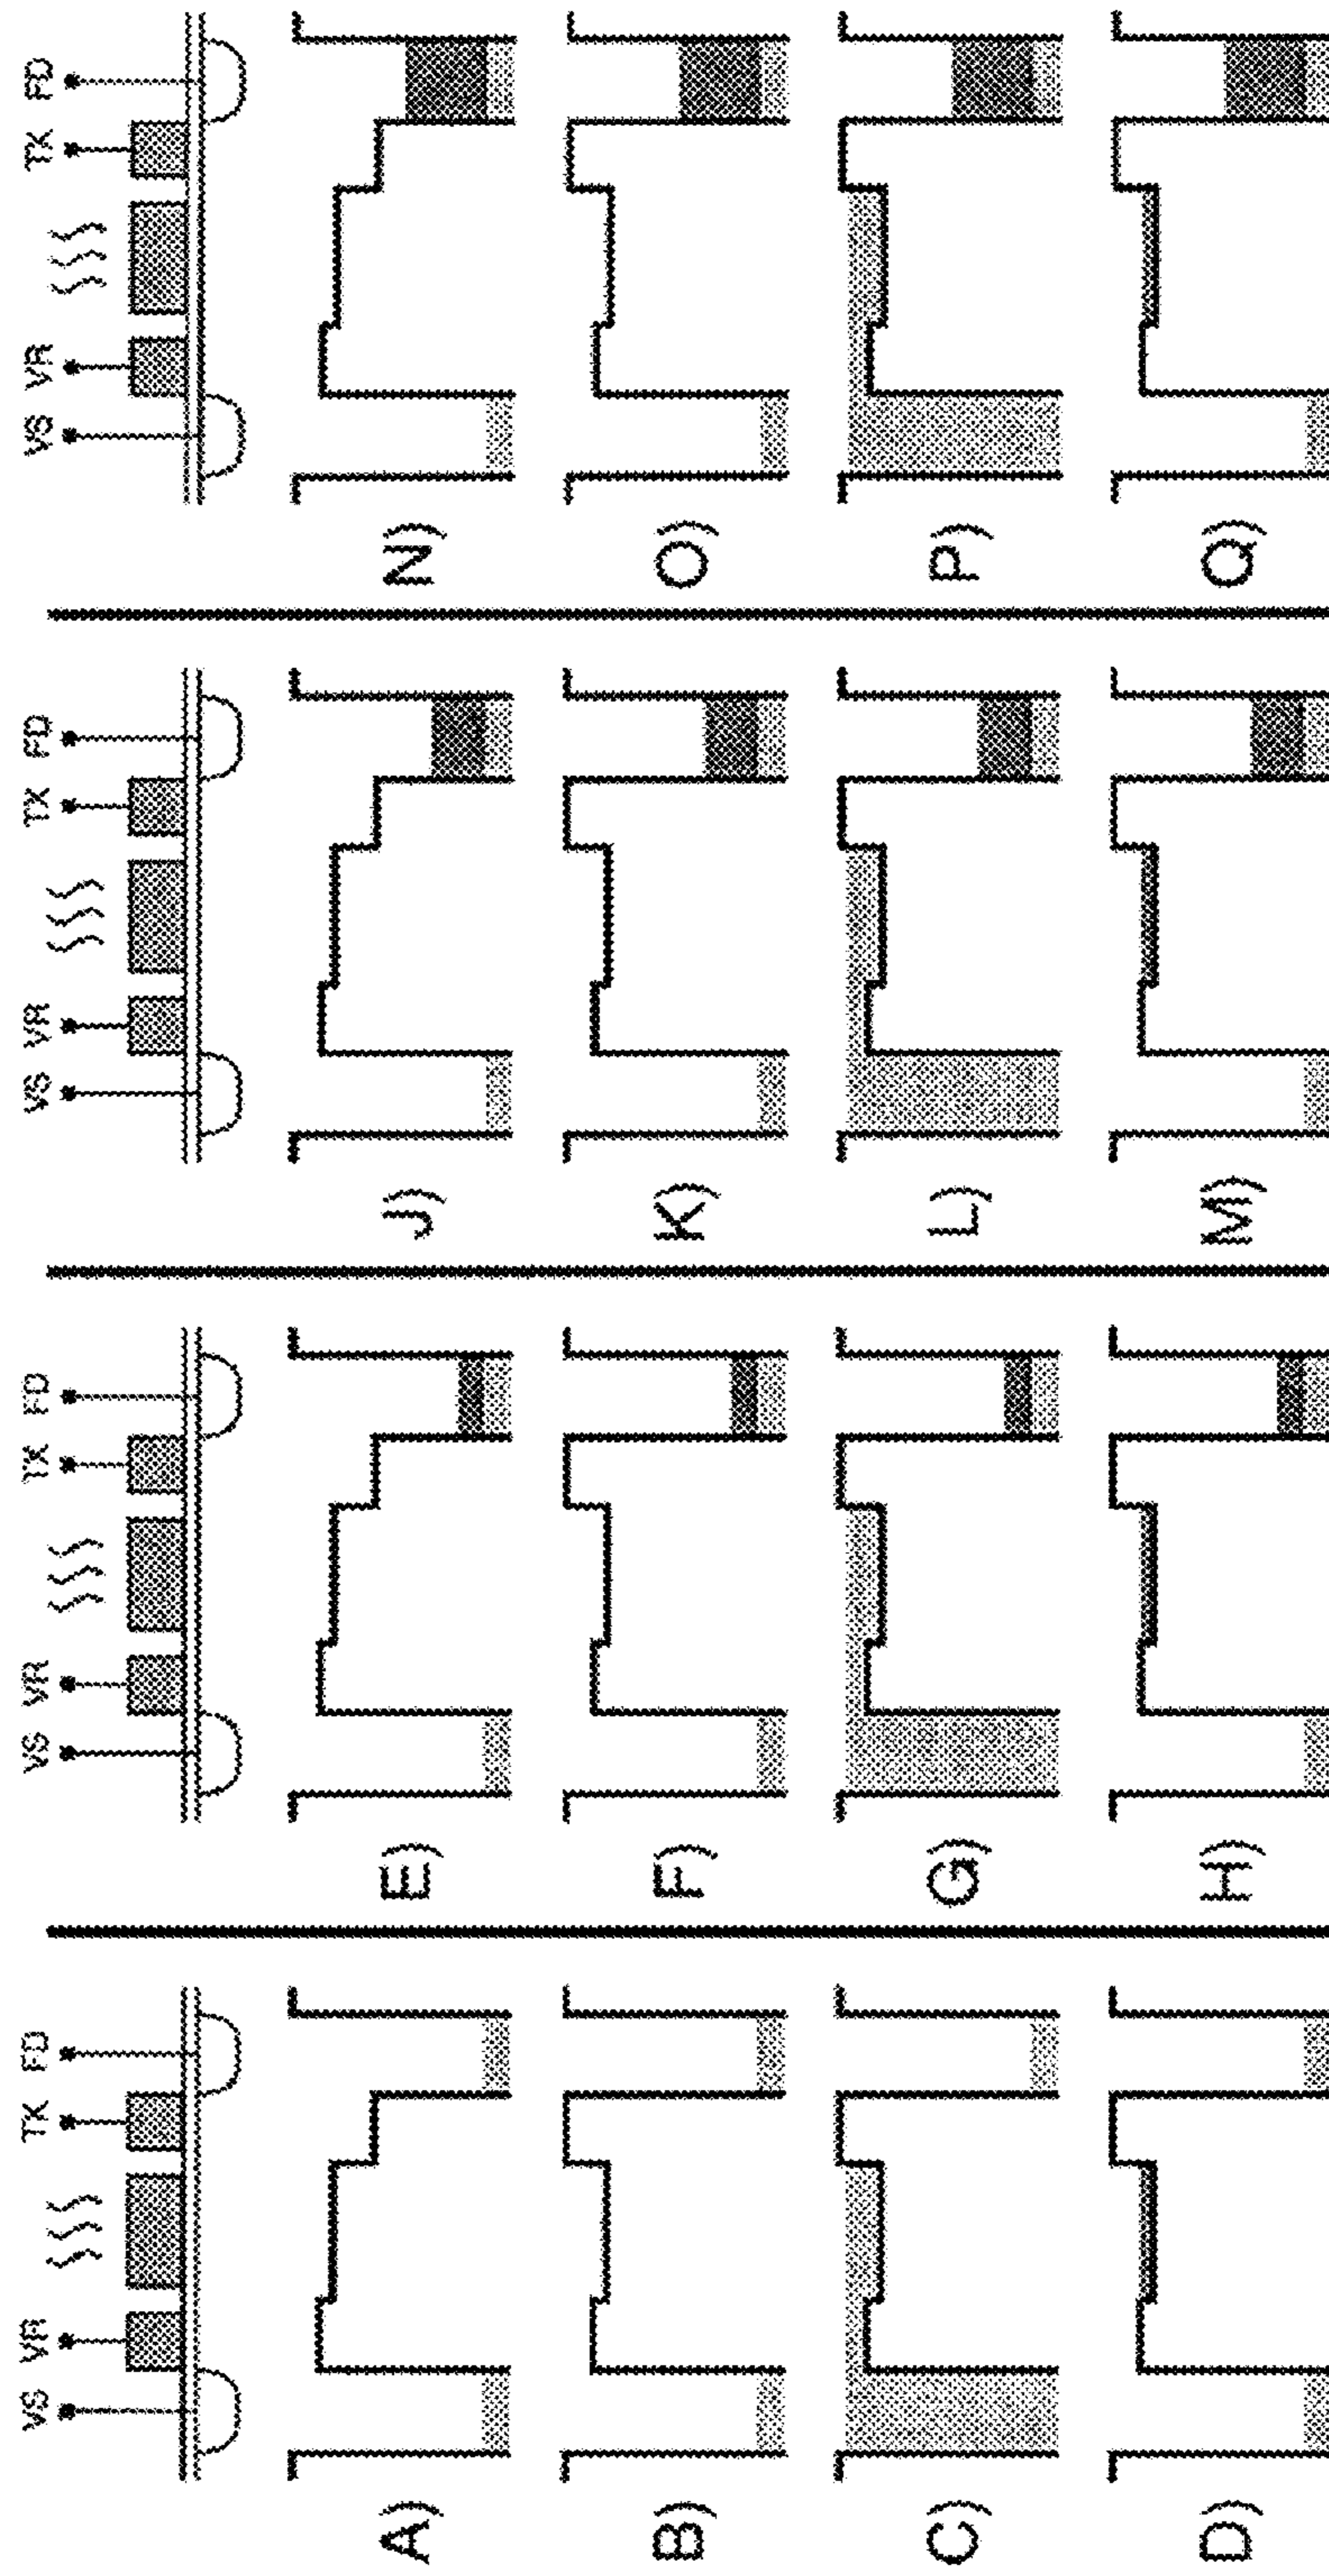 VS VR TX FD VS VR TX FD VS VR TX FD VS VR TX FD
A) E) J) N)
B) F) K) O)
C) G) L) P)
D) H) M) Q)